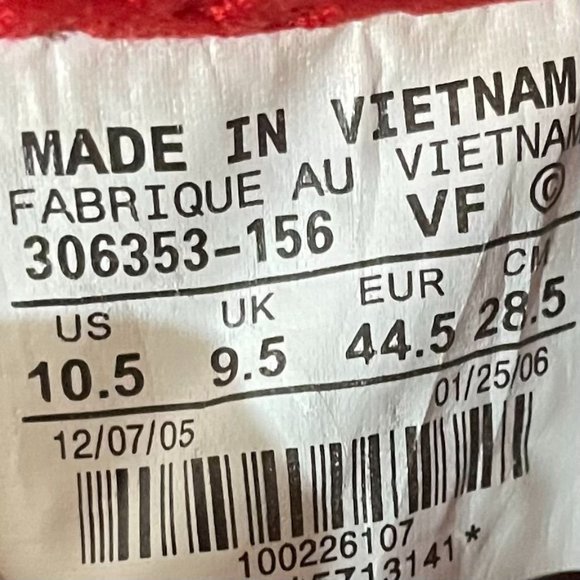 MADE IN VIETNAM
FABRIQUE AU VIETNAM
306353-156 VF ©
US UK EUR CM
10.5 9.5 44.5 28.5
12/07/05 01/25/06
100226107
5713141*